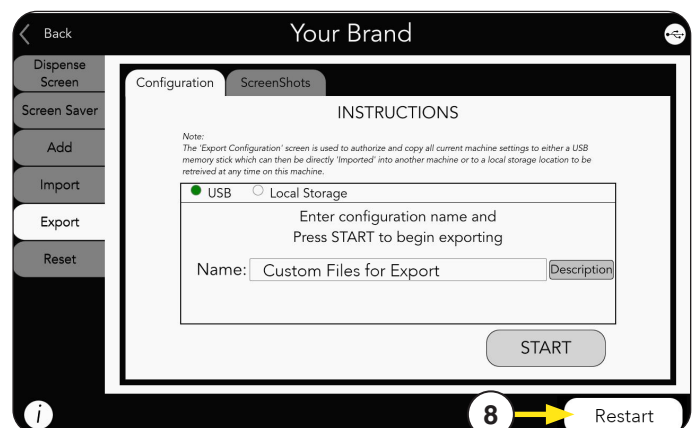 Back
Your Brand
Dispense
Screen
Screen Saver
Add
Import
Export
Reset
Configuration
ScreenShots
INSTRUCTIONS
Note:
The 'Export Configuration' screen is used to authorize and copy all current machine settings to either a USB
memory stick which can then be directly 'Imported' into another machine or to a local storage location to be
retreived at any time on this machine.
USB
Local Storage
Enter configuration name and
Press START to begin exporting
Name: Custom Files for Export
Description
START
i
8
Restart